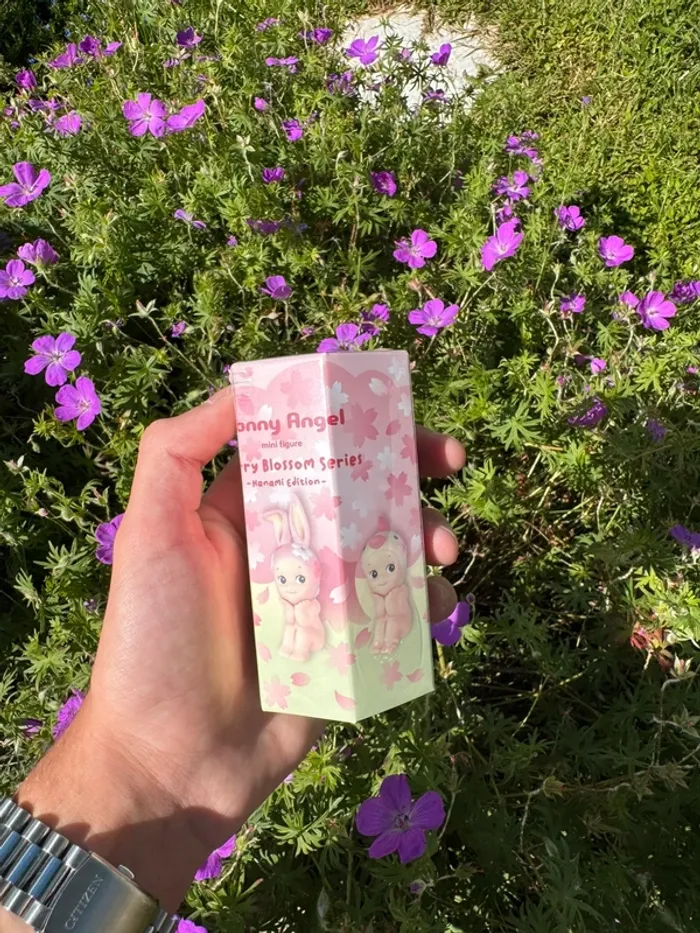 onny Angel
mini figure
ry Blossom Series
-Hanami Edition-
CITIZEN